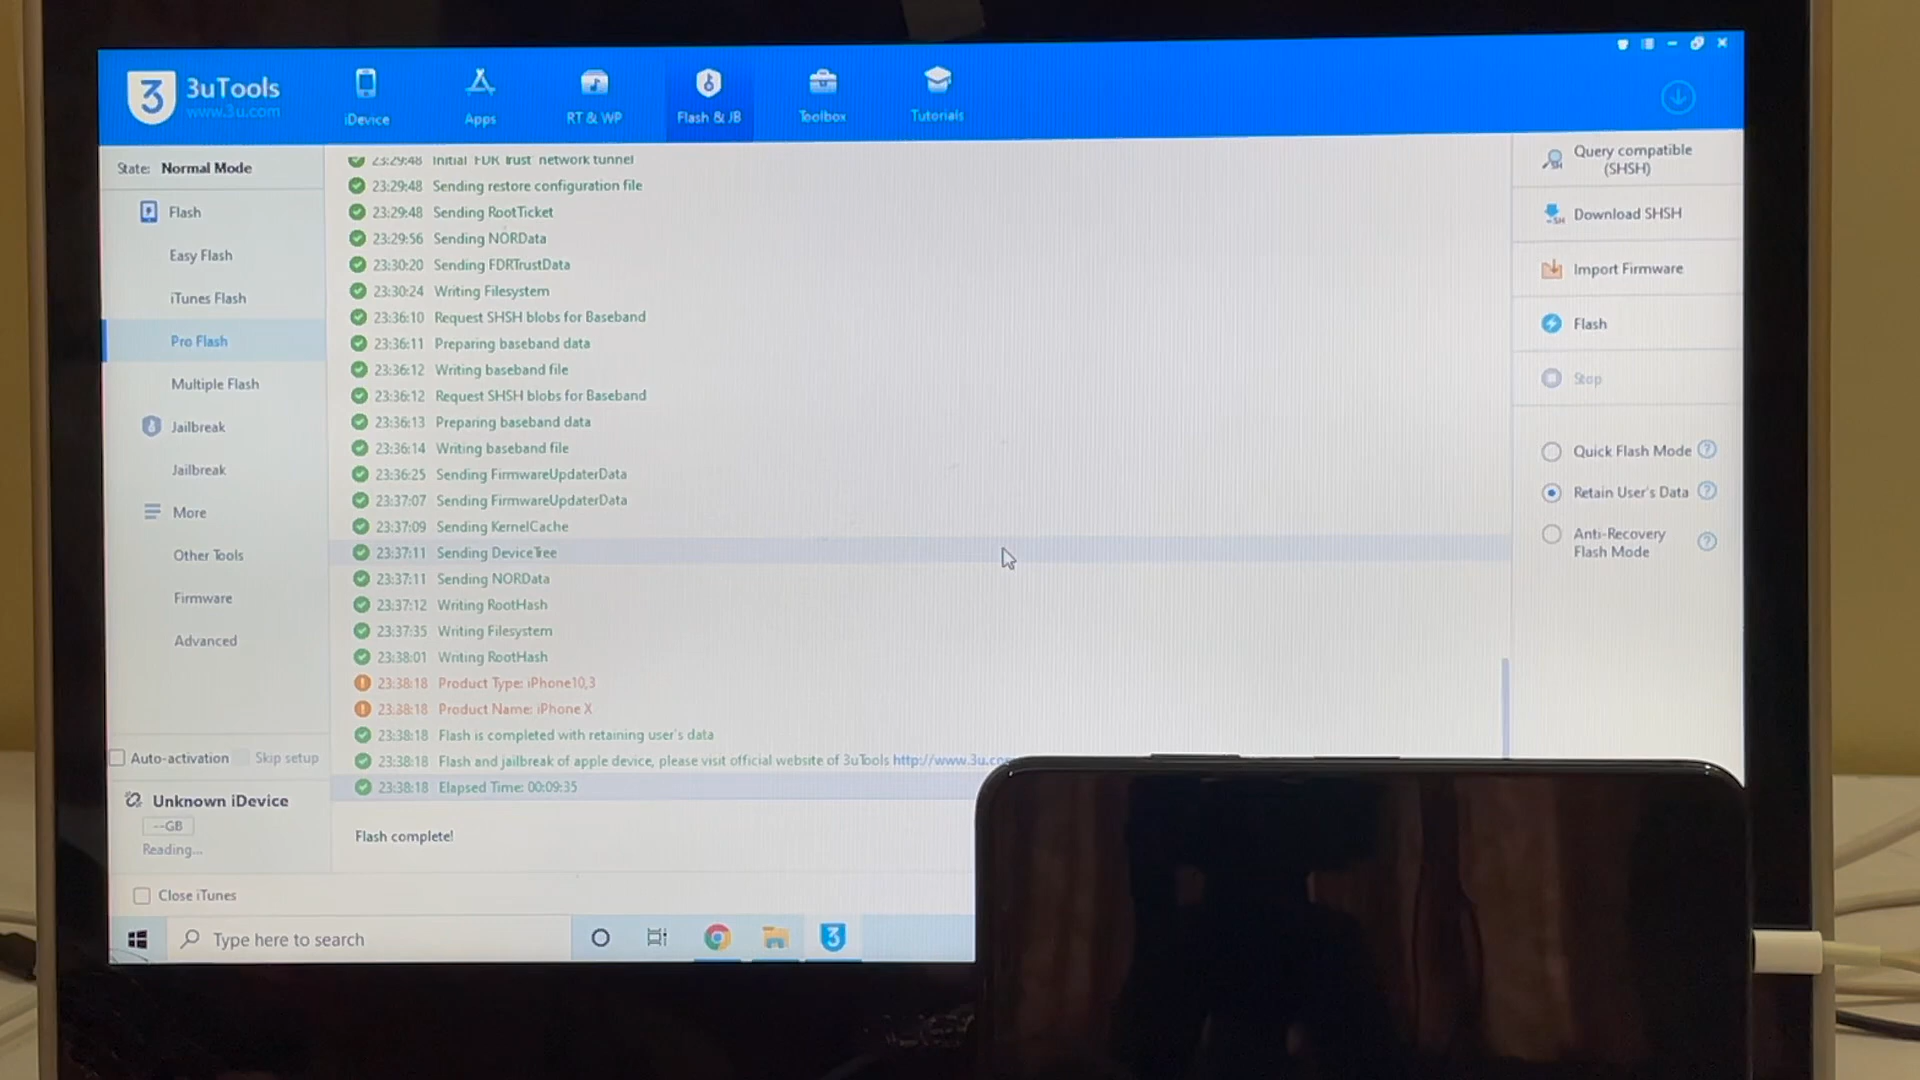 3 3uTools
www.3u.com
iDevice
Apps
RT & WP
Flash & JB
Toolbox
Tutorials
State: Normal Mode
Flash
Easy Flash
iTunes Flash
Pro Flash
Multiple Flash
Jailbreak
Jailbreak
More
Other Tools
Firmware
Advanced
Auto-activation
Skip setup
Unknown iDevice
--GB
Reading...
Close iTunes
23:29:48 Initial FDR Trust network tunnel
23:29:48 Sending restore configuration file
23:29:48 Sending RootTicket
23:29:56 Sending NORData
23:30:20 Sending FDRTrustData
23:30:24 Writing Filesystem
23:36:10 Request SHSH blobs for Baseband
23:36:11 Preparing baseband data
23:36:12 Writing baseband file
23:36:12 Request SHSH blobs for Baseband
23:36:13 Preparing baseband data
23:36:14 Writing baseband file
23:36:25 Sending FirmwareUpdaterData
23:37:07 Sending FirmwareUpdaterData
23:37:09 Sending KernelCache
23:37:11 Sending DeviceTree
23:37:11 Sending NORData
23:37:12 Writing RootHash
23:37:35 Writing Filesystem
23:38:01 Writing RootHash
23:38:18 Product Type: iPhone10,3
23:38:18 Product Name: iPhone X
23:38:18 Flash is completed with retaining user's data
23:38:18 Flash and jailbreak of apple device, please visit official website of 3uTools http://www.3u.co
23:38:18 Elapsed Time: 00:09:35
Flash complete!
Query compatible
(SHSH)
Download SHSH
Import Firmware
Flash
Stop
Quick Flash Mode ?
Retain User's Data ?
Anti-Recovery
Flash Mode ?
Type here to search
3